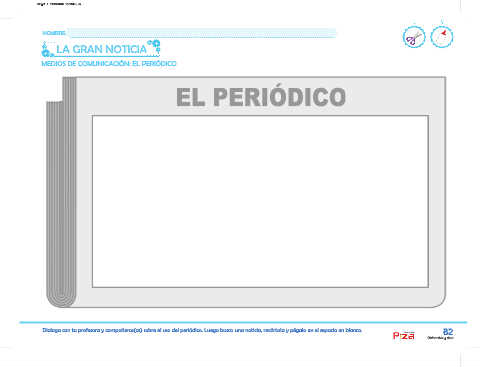 NOMBRE:
LA GRAN NOTICIA
MEDIOS DE COMUNICACIÓN: EL PERIÓDICO
EL PERIÓDICO
Dialoga con tu profesora y compañeros(as) sobre el uso del periódico. Luego busca una noticia, recórtala y pégala en el espacio en blanco.
82